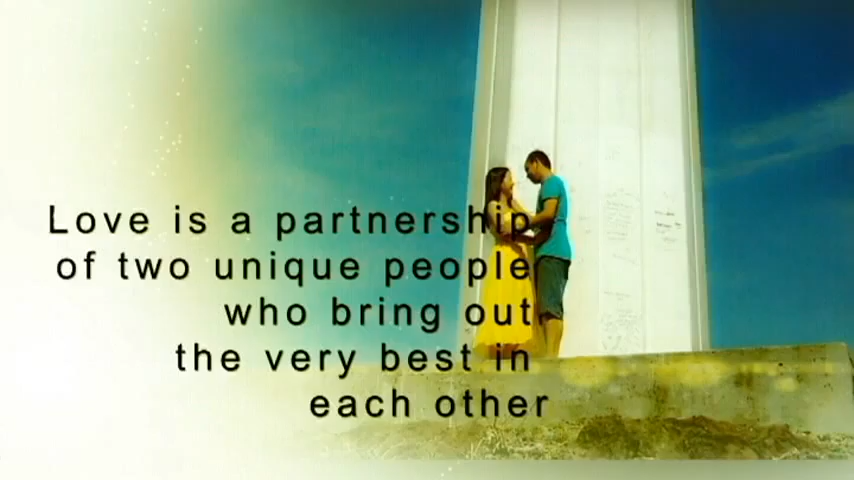 Love is a partnership
of two unique people
who bring out
the very best in
each other